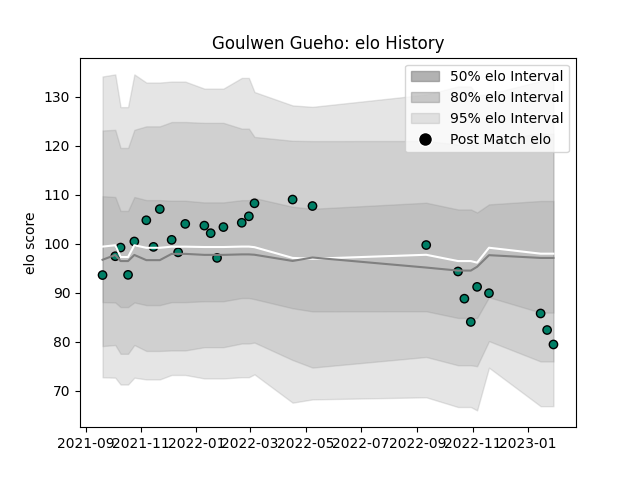 Goulwen Gueho: elo History
50% elo Interval
80% elo Interval
95% elo Interval
Post Match elo
elo score
130
120
110
100
90
80
70
2021-09 2021-11 2022-01 2022-03 2022-05 2022-07 2022-09 2022-11 2023-01